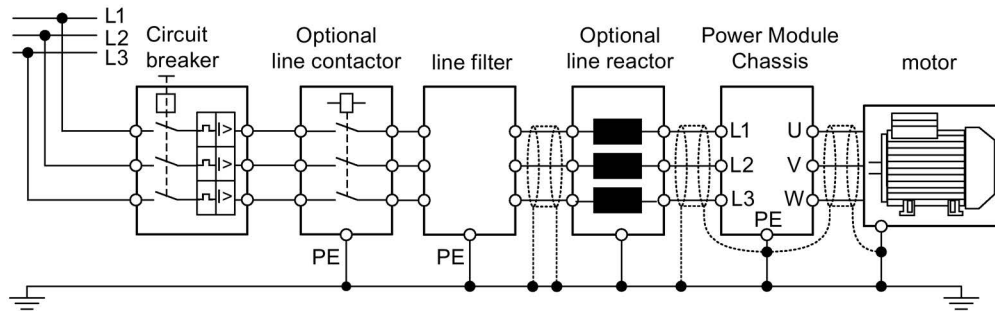 L1
L2
L3
Circuit
breaker
Optional
line contactor
line filter
Optional
line reactor
Power Module
Chassis
motor
L1
U
L2
V
L3
W
PE
PE
PE